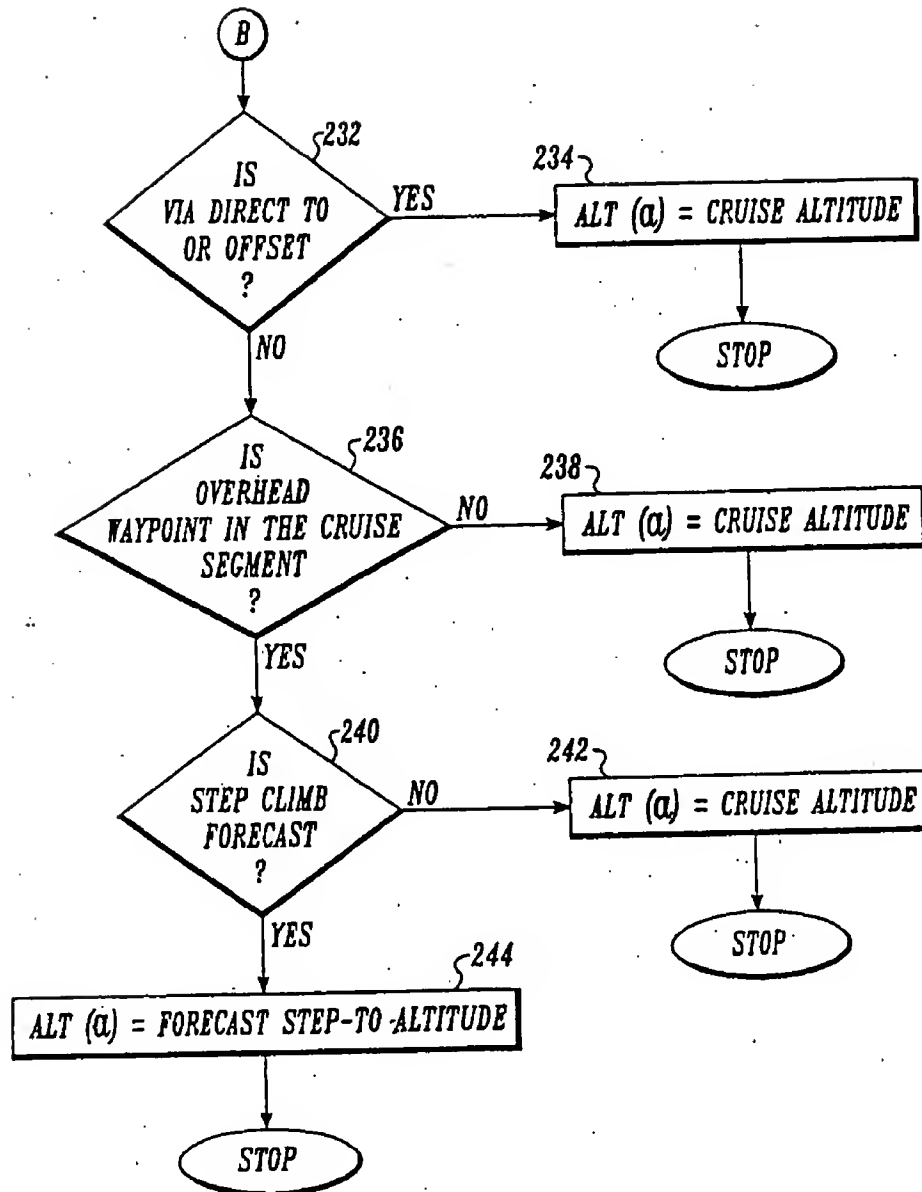 B
232
IS
VIA DIRECT TO
OR OFFSET
?
YES
234
ALT (a) = CRUISE ALTITUDE
STOP
NO
236
IS
OVERHEAD
WAYPOINT IN THE CRUISE
SEGMENT
?
NO
238
ALT (a) = CRUISE ALTITUDE
STOP
YES
240
IS
STEP CLIMB
FORECAST
?
NO
242
ALT (a) = CRUISE ALTITUDE
STOP
YES
244
ALT (a) = FORECAST STEP-TO-ALTITUDE
STOP